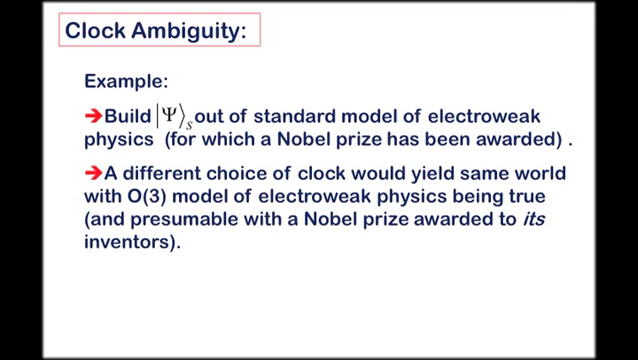 Clock Ambiguity:
Example:
➔Build |Ψ⟩S out of standard model of electroweak
physics (for which a Nobel prize has been awarded) .
➔A different choice of clock would yield same world
with O(3) model of electroweak physics being true
(and presumable with a Nobel prize awarded to its
inventors).